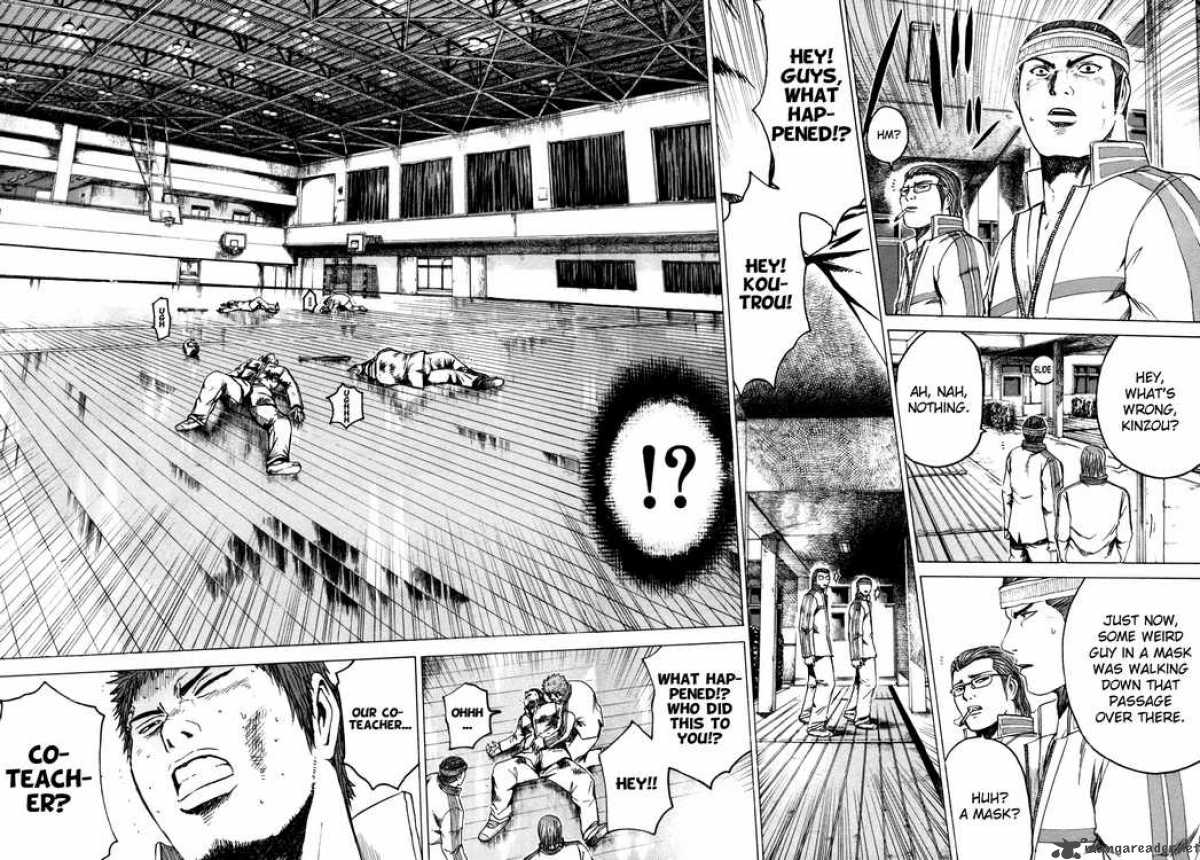 HM?
HEY,
WHAT'S
WRONG,
KINZOU?
SLIDE
AH, NAH,
NOTHING.
JUST NOW,
SOME WEIRD
GUY IN A MASK
WAS WALKING
DOWN THAT
PASSAGE
OVER THERE.
HUH?
A MASK?
HEY!
GUYS,
WHAT
HAP-
PENED!?
HEY!
KOU-
TROU!
!?
UGH
UGHHH
WHAT HAP-
PENED!?
WHO DID
THIS TO
YOU!?
HEY!!
OHHH
...
OUR CO-
TEACHER...
CO-
TEACH-
ER?
mangareader.net